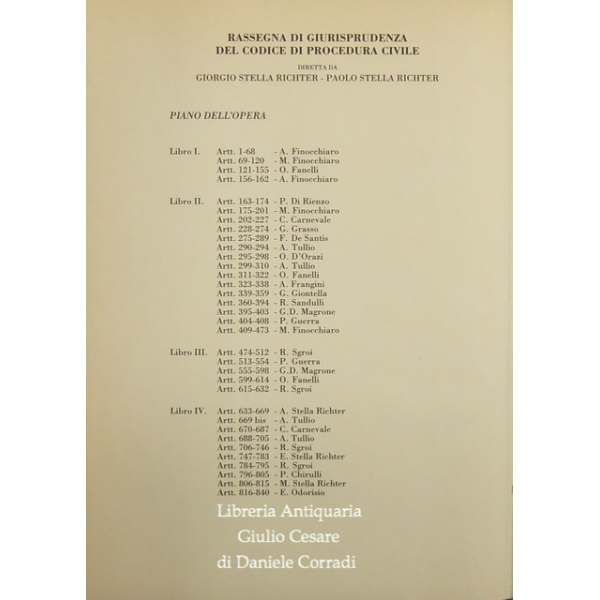 RASSEGNA DI GIURISPRUDENZA
DEL CODICE DI PROCEDURA CIVILE
DIRETTA DA
GIORGIO STELLA RICHTER - PAOLO STELLA RICHTER
PIANO DELL'OPERA
Libro I. Artt. 1-68 - A. Finocchiaro
Artt. 69-120 - M. Finocchiaro
Artt. 121-155 - O. Fanelli
Artt. 156-162 - A. Finocchiaro
Libro II. Artt. 163-174 - P. Di Rienzo
Artt. 175-201 - M. Finocchiaro
Artt. 202-227 - C. Carnevale
Artt. 228-274 - G. Grasso
Artt. 275-289 - F. De Santis
Artt. 290-294 - A. Tullio
Artt. 295-298 - O. D'Orazi
Artt. 299-310 - A. Tullio
Artt. 311-322 - O. Fanelli
Artt. 323-338 - A. Frangini
Artt. 339-359 - G. Giontella
Artt. 360-394 - R. Sandulli
Artt. 395-403 - G.D. Magrone
Artt. 404-408 - P. Guerra
Artt. 409-473 - M. Finocchiaro
Libro III. Artt. 474-512 - R. Sgroi
Artt. 513-554 - P. Guerra
Artt. 555-598 - G.D. Magrone
Artt. 599-614 - O. Fanelli
Artt. 615-632 - R. Sgroi
Libro IV. Artt. 633-669 - A. Stella Richter
Artt. 669 bis - A. Tullio
Artt. 670-687 - C. Carnevale
Artt. 688-705 - A. Tullio
Artt. 706-746 - R. Sgroi
Artt. 747-783 - E. Stella Richter
Artt. 784-795 - R. Sgroi
Artt. 796-805 - P. Chirulli
Artt. 806-815 - M. Stella Richter
Artt. 816-840 - E. Odorisio
Libreria Antiquaria
Giulio Cesare
di Daniele Corradi